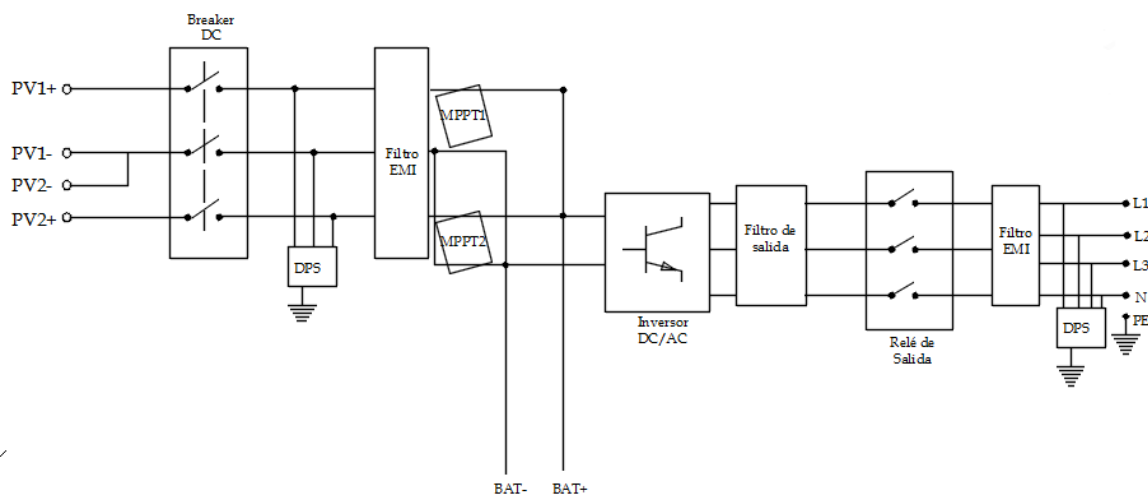 Breaker
DC
PV1+
PV1-
PV2-
PV2+
DPS
Filtro
EMI
MPPT1
MPPT2
BAT-
BAT+
Inversor
DC/AC
Filtro de
salida
Relé de
Salida
Filtro
EMI
L1
L2
L3
N
PE
DPS